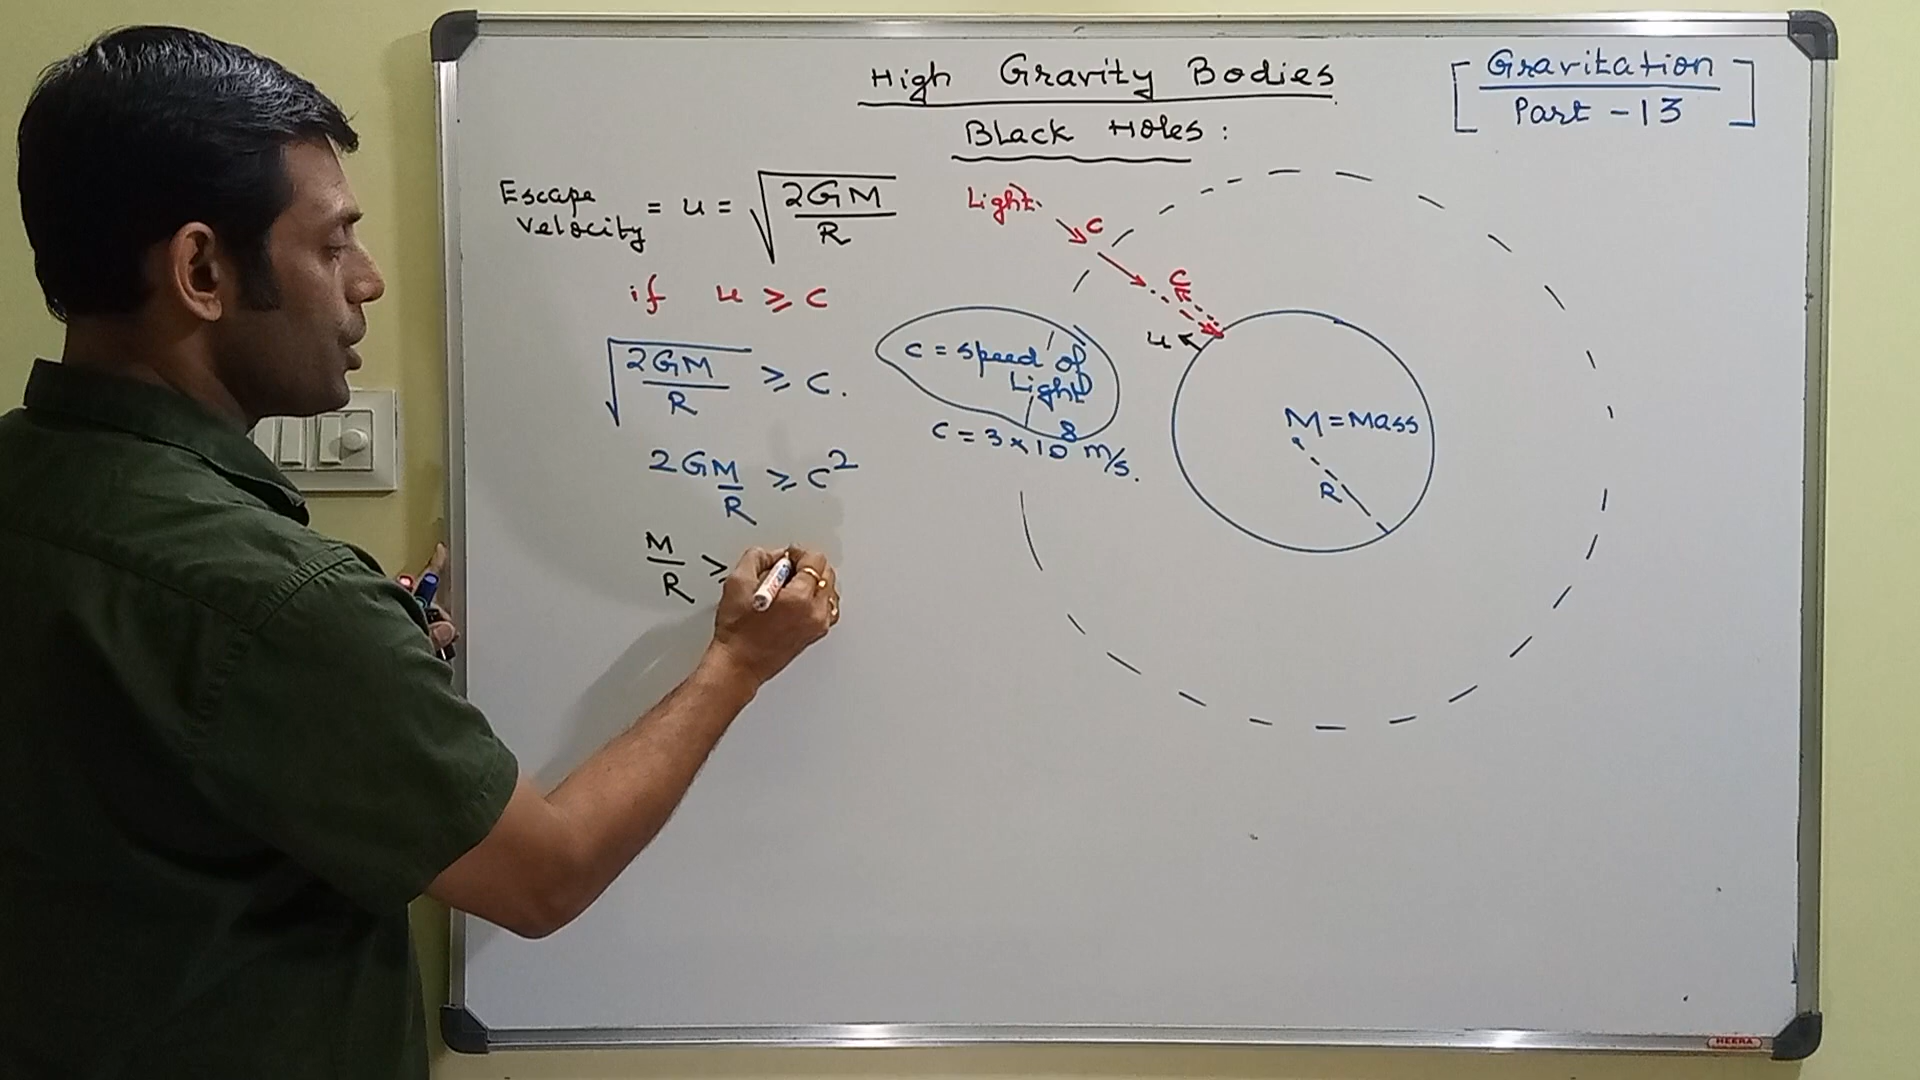 High Gravity Bodies
Black Holes :
[ Gravitation
Part - 13 ]
Escape Velocity = u = √(2GM/R)
if u ≥ c
√(2GM/R) ≥ c.
2GM/R ≥ c²
M/R ≥
Light.
c
c
u
c = speed of
Light
c = 3 × 10⁸ m/s.
M = Mass
R
HEERA